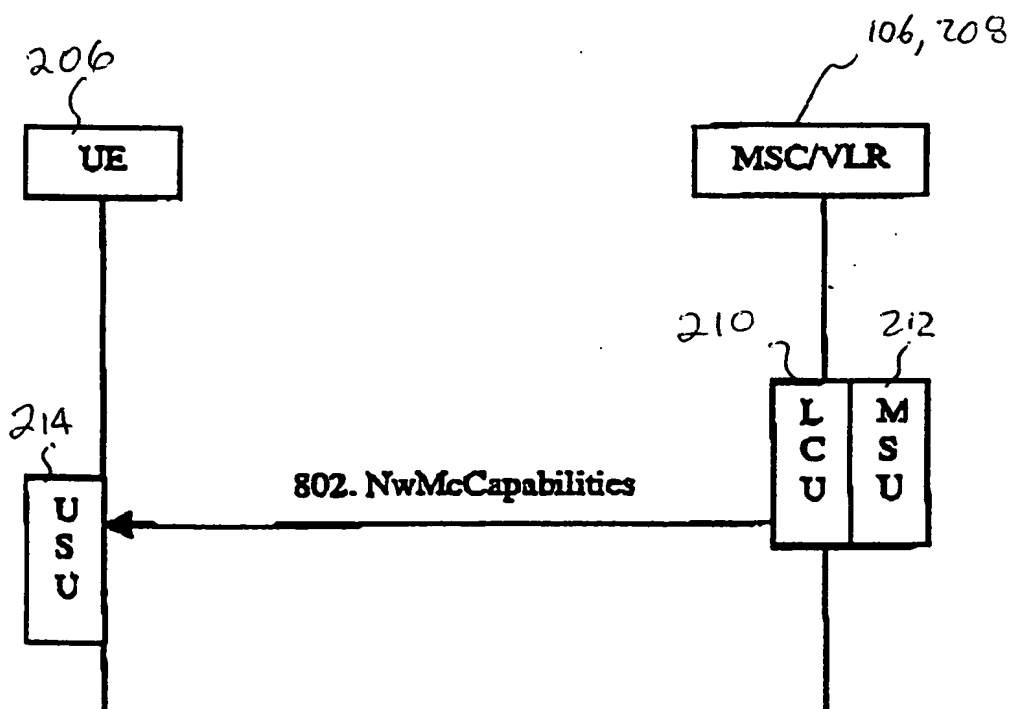 106, 208
206
UE
MSC/VLR
210
212
214
L
C
U
M
S
U
802. NwMcCapabilities
U
S
U